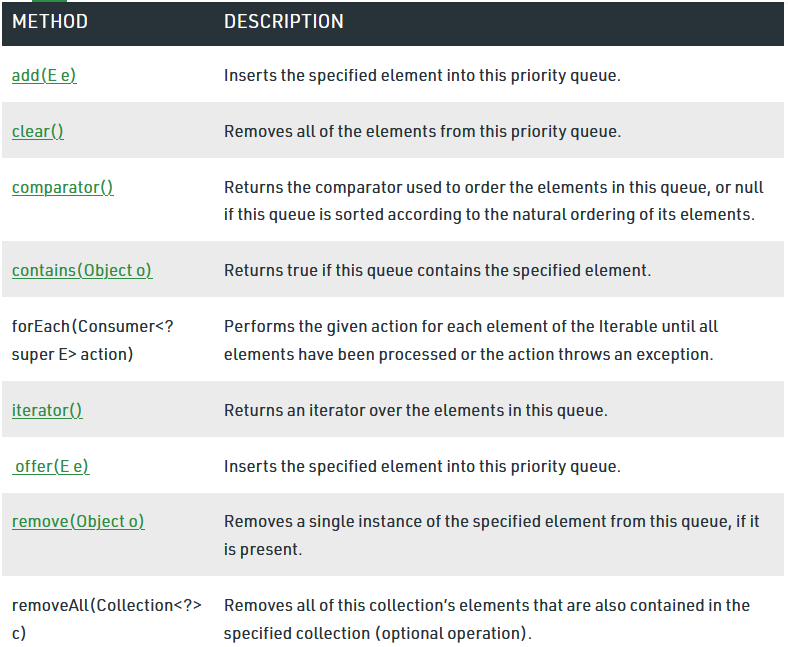 METHOD DESCRIPTION
add(E e) Inserts the specified element into this priority queue.
clear() Removes all of the elements from this priority queue.
comparator() Returns the comparator used to order the elements in this queue, or null
if this queue is sorted according to the natural ordering of its elements.
contains(Object o) Returns true if this queue contains the specified element.
forEach(Consumer<? Performs the given action for each element of the Iterable until all
super E> action) elements have been processed or the action throws an exception.
iterator() Returns an iterator over the elements in this queue.
offer(E e) Inserts the specified element into this priority queue.
remove(Object o) Removes a single instance of the specified element from this queue, if it
is present.
removeAll(Collection<?> Removes all of this collection’s elements that are also contained in the
c) specified collection (optional operation).